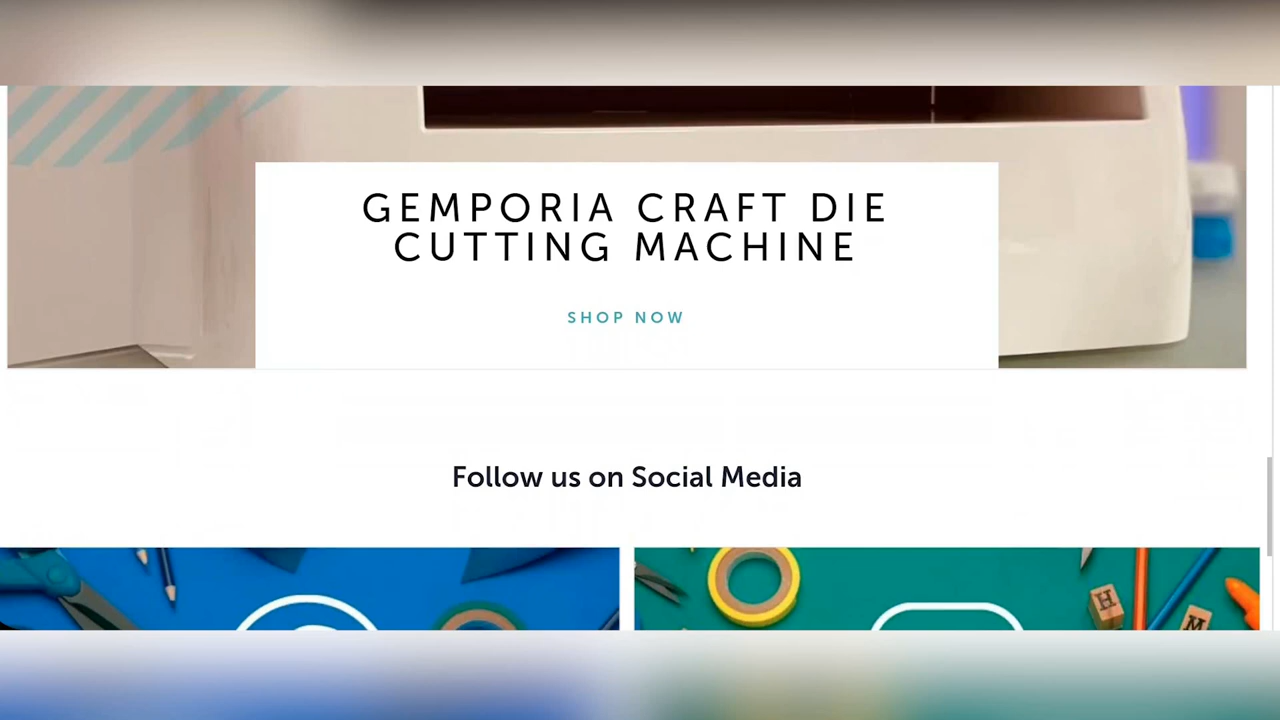 GEMPORIA CRAFT DIE
CUTTING MACHINE
SHOP NOW
Follow us on Social Media
H
M